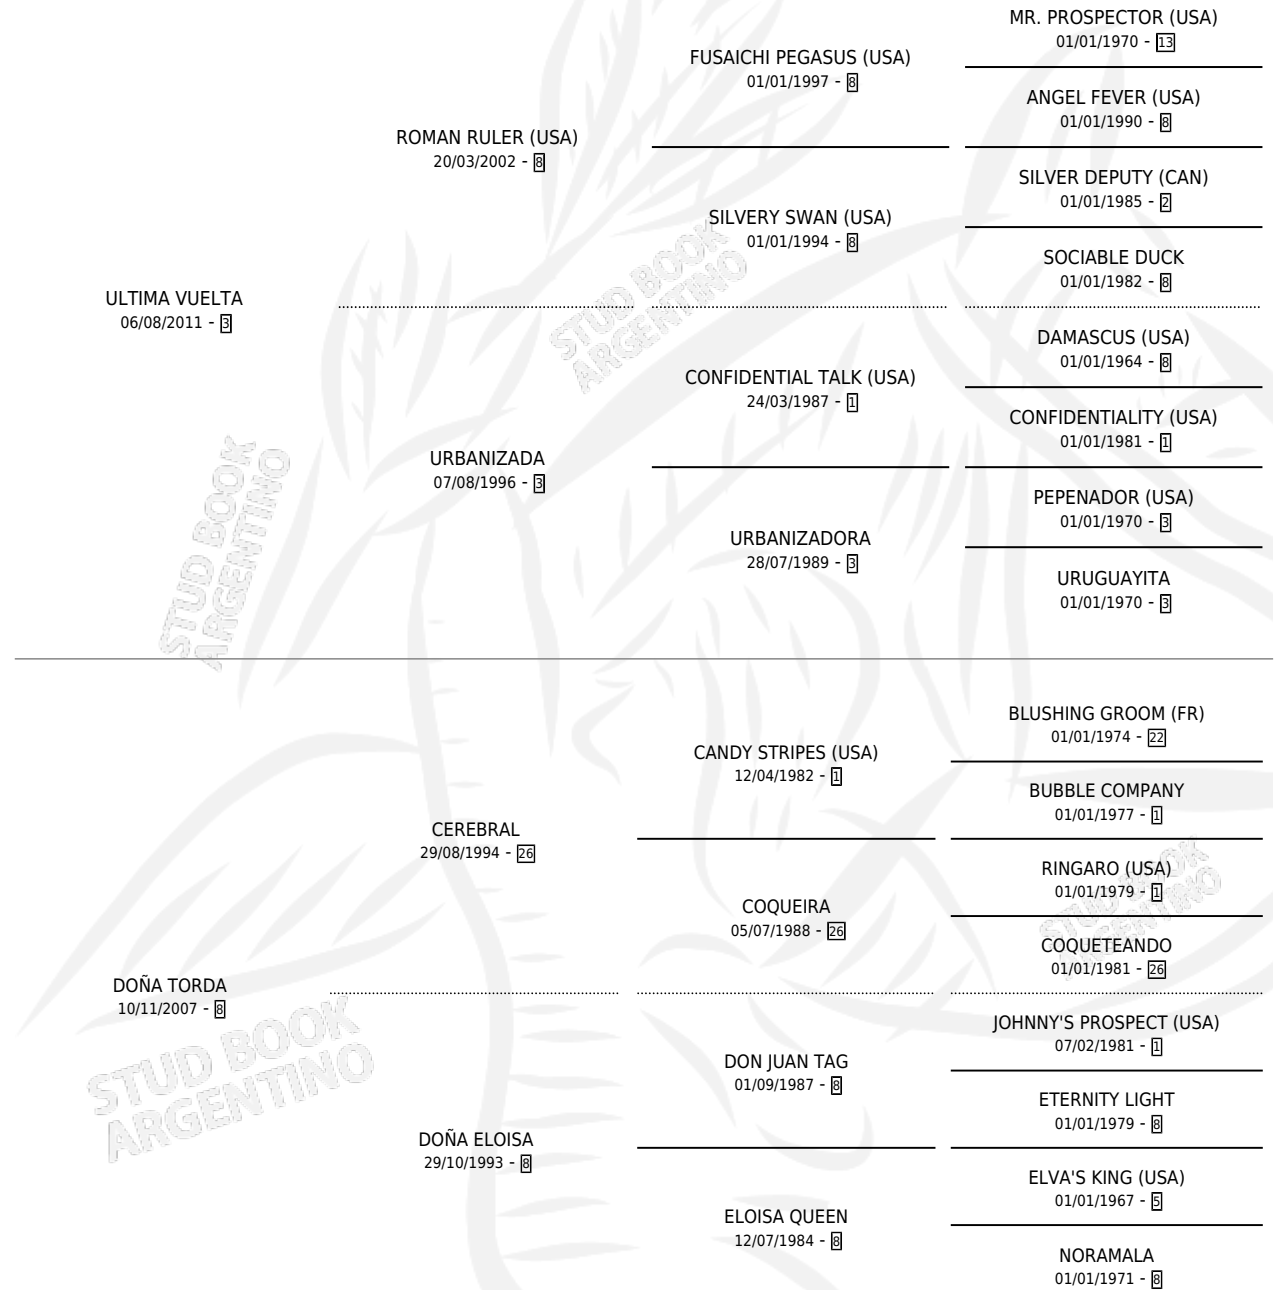 MR. PROSPECTOR (USA)
01/01/1970 - 13
FUSAICHI PEGASUS (USA)
01/01/1997 - 8
ANGEL FEVER (USA)
01/01/1990 - 8
ROMAN RULER (USA)
20/03/2002 - 8
SILVER DEPUTY (CAN)
01/01/1985 - 2
SILVERY SWAN (USA)
01/01/1994 - 8
SOCIABLE DUCK
01/01/1982 - 8
ULTIMA VUELTA
06/08/2011 - 3
DAMASCUS (USA)
01/01/1964 - 8
CONFIDENTIAL TALK (USA)
24/03/1987 - 1
CONFIDENTIALITY (USA)
01/01/1981 - 1
URBANIZADA
07/08/1996 - 3
PEPENADOR (USA)
01/01/1970 - 3
URBANIZADORA
28/07/1989 - 3
URUGUAYITA
01/01/1970 - 3
BLUSHING GROOM (FR)
01/01/1974 - 22
CANDY STRIPES (USA)
12/04/1982 - 1
BUBBLE COMPANY
01/01/1977 - 1
CEREBRAL
29/08/1994 - 26
RINGARO (USA)
01/01/1979 - 1
COQUEIRA
05/07/1988 - 26
COQUETEANDO
01/01/1981 - 26
DOÑA TORDA
10/11/2007 - 8
JOHNNY'S PROSPECT (USA)
07/02/1981 - 1
DON JUAN TAG
01/09/1987 - 8
ETERNITY LIGHT
01/01/1979 - 8
DOÑA ELOISA
29/10/1993 - 8
ELVA'S KING (USA)
01/01/1967 - 5
ELOISA QUEEN
12/07/1984 - 8
NORAMALA
01/01/1971 - 8
STUD BOOK
ARGENTINO
STUD BOOK
ARGENTINO
STUD BOOK
ARGENTINO
STUD BOOK
ARGENTINO